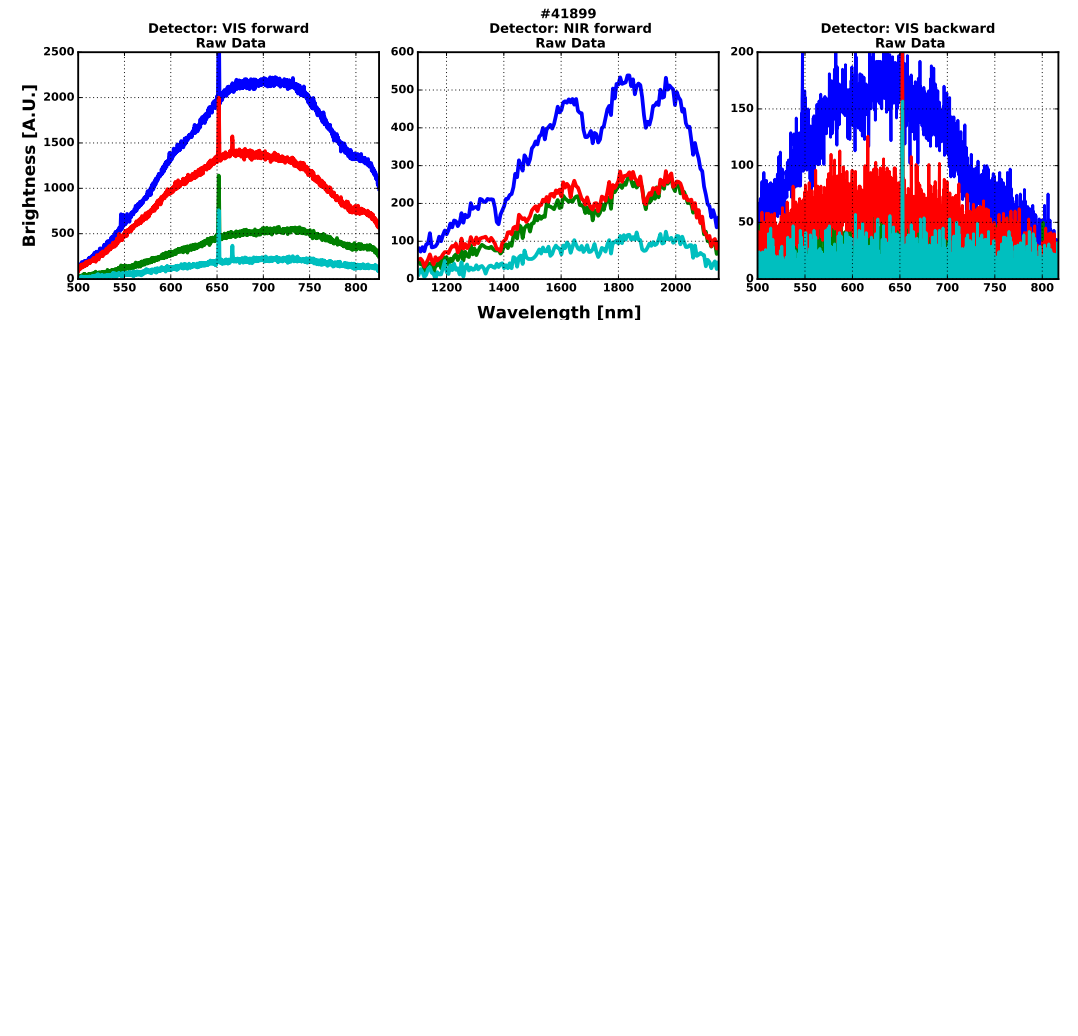 #41899
Detector: VIS forward
Raw Data
Detector: NIR forward
Raw Data
Detector: VIS backward
Raw Data
Brightness [A.U.]
2500
2000
1500
1000
500
0
500 550 600 650 700 750 800
600
500
400
300
200
100
0
1200 1400 1600 1800 2000
200
150
100
50
0
500 550 600 650 700 750 800
Wavelength [nm]